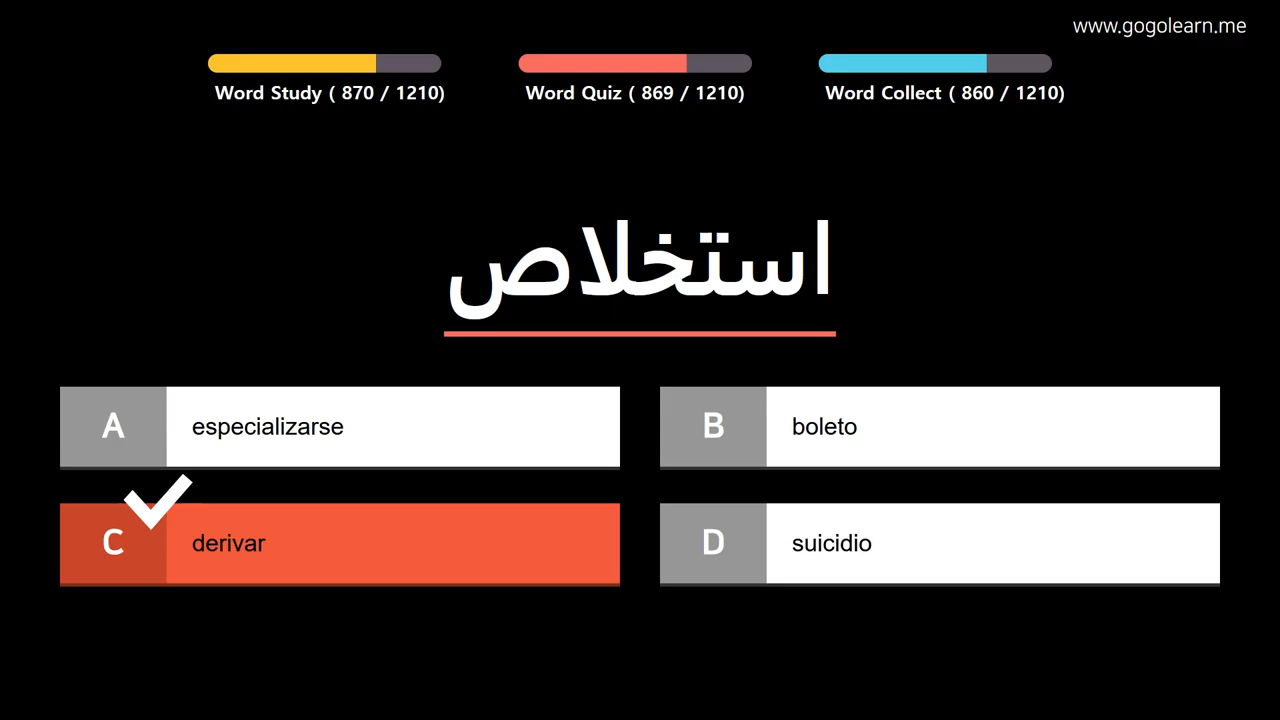 www.gogolearn.me
Word Study ( 870 / 1210)
Word Quiz ( 869 / 1210)
Word Collect ( 860 / 1210)
استخلاص
A
especializarse
B
boleto
C
derivar
D
suicidio